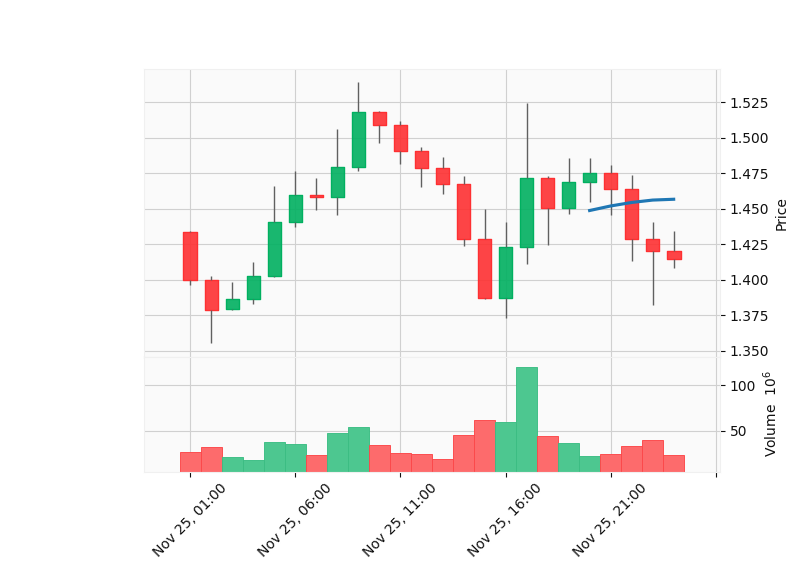 1.525
1.500
1.475
1.450
1.425
1.400
1.375
1.350
Price
100
50
Volume 10^6
Nov 25, 01:00
Nov 25, 06:00
Nov 25, 11:00
Nov 25, 16:00
Nov 25, 21:00